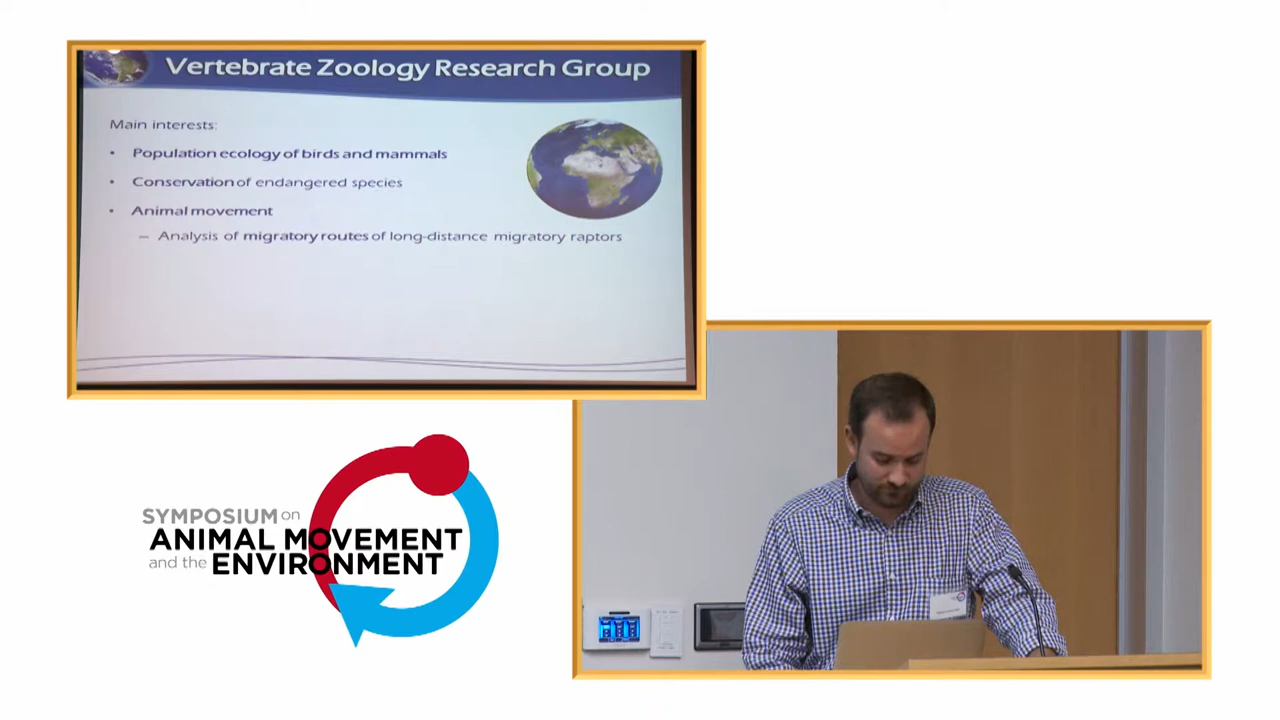 Vertebrate Zoology Research Group
Main interests:
• Population ecology of birds and mammals
• Conservation of endangered species
• Animal movement
– Analysis of migratory routes of long-distance migratory raptors
SYMPOSIUM on
ANIMAL MOVEMENT
and the ENVIRONMENT